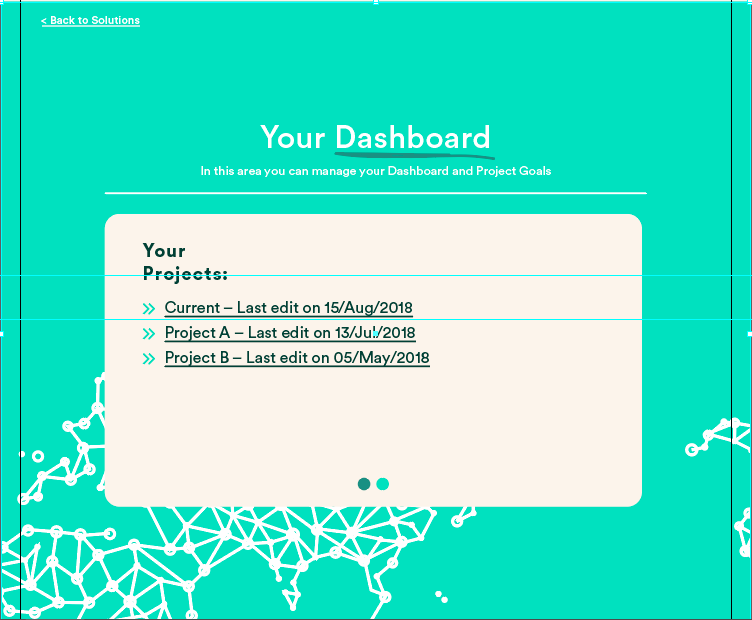 < Back to Solutions
Your Dashboard
In this area you can manage your Dashboard and Project Goals
Your
Projects:
Current – Last edit on 15/Aug/2018
Project A – Last edit on 13/Jul/2018
Project B – Last edit on 05/May/2018